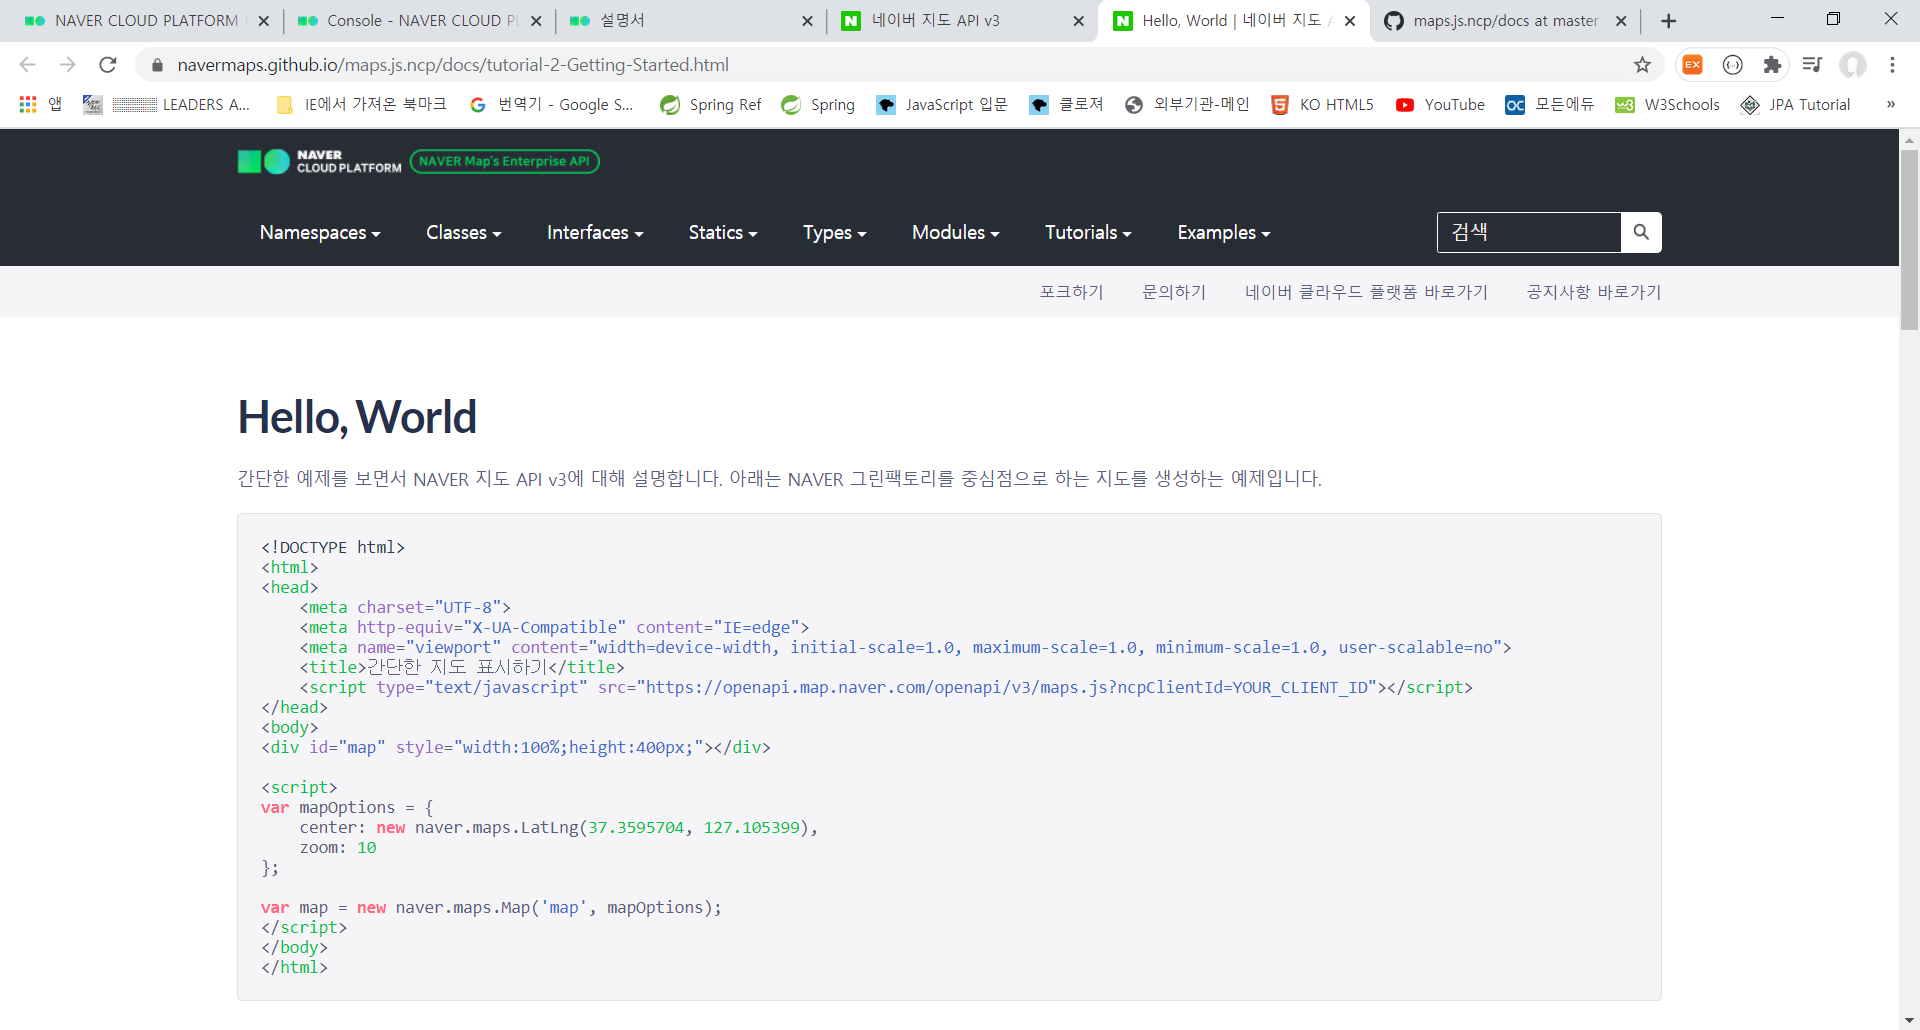 NAVER CLOUD PLATFORM
Console - NAVER CLOUD PL
설명서
네이버 지도 API v3
Hello, World | 네이버 지도 A
maps.js.ncp/docs at master
navermaps.github.io/maps.js.ncp/docs/tutorial-2-Getting-Started.html
앱
LEADERS A...
IE에서 가져온 북마크
번역기 - Google S...
Spring Ref
Spring
JavaScript 입문
클로져
외부기관-메인
KO HTML5
YouTube
모든에듀
W3Schools
JPA Tutorial
»
NAVER
CLOUD PLATFORM
NAVER Map's Enterprise API
Namespaces
Classes
Interfaces
Statics
Types
Modules
Tutorials
Examples
검색
포크하기
문의하기
네이버 클라우드 플랫폼 바로가기
공지사항 바로가기
Hello, World
간단한 예제를 보면서 NAVER 지도 API v3에 대해 설명합니다. 아래는 NAVER 그린팩토리를 중심점으로 하는 지도를 생성하는 예제입니다.
<!DOCTYPE html>
<html>
<head>
    <meta charset="UTF-8">
    <meta http-equiv="X-UA-Compatible" content="IE=edge">
    <meta name="viewport" content="width=device-width, initial-scale=1.0, maximum-scale=1.0, minimum-scale=1.0, user-scalable=no">
    <title>간단한 지도 표시하기</title>
    <script type="text/javascript" src="https://openapi.map.naver.com/openapi/v3/maps.js?ncpClientId=YOUR_CLIENT_ID"></script>
</head>
<body>
<div id="map" style="width:100%;height:400px;"></div>
<script>
var mapOptions = {
    center: new naver.maps.LatLng(37.3595704, 127.105399),
    zoom: 10
};
var map = new naver.maps.Map('map', mapOptions);
</script>
</body>
</html>